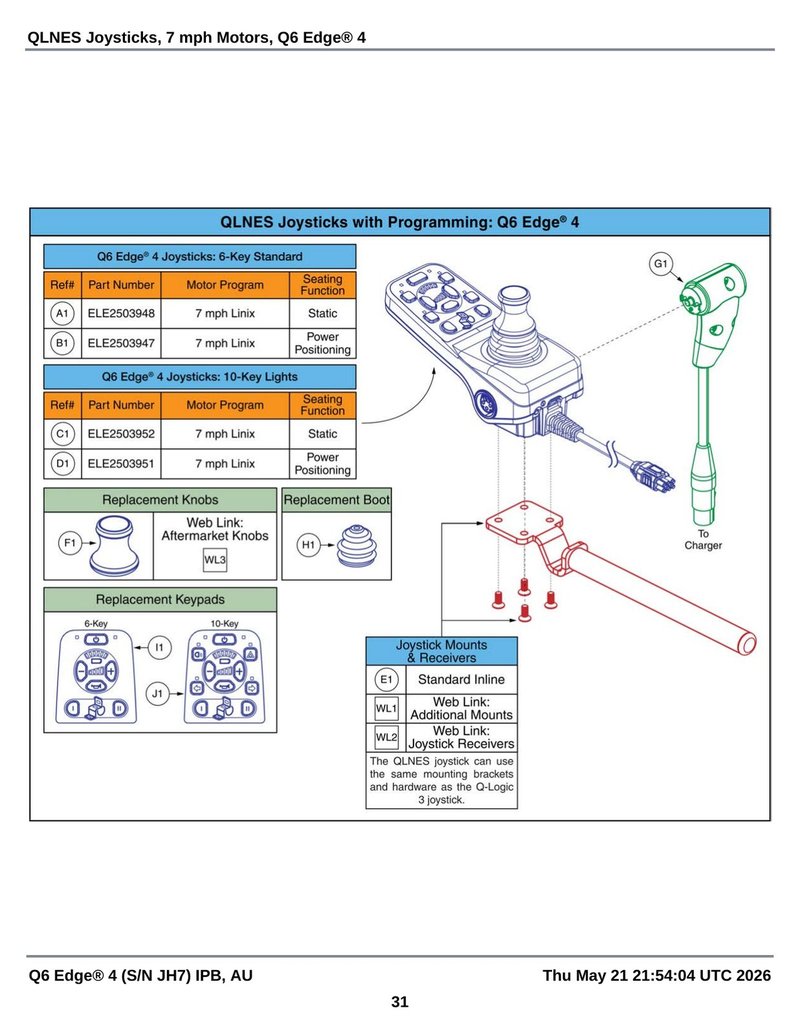 QLNES Joysticks, 7 mph Motors, Q6 Edge® 4
QLNES Joysticks with Programming: Q6 Edge® 4
Q6 Edge® 4 Joysticks: 6-Key Standard
Ref# Part Number Motor Program Seating Function
A1 ELE2503948 7 mph Linix Static
B1 ELE2503947 7 mph Linix Power Positioning
Q6 Edge® 4 Joysticks: 10-Key Lights
Ref# Part Number Motor Program Seating Function
C1 ELE2503952 7 mph Linix Static
D1 ELE2503951 7 mph Linix Power Positioning
G1
To
Charger
Replacement Knobs
F1
Web Link:
Aftermarket Knobs
WL3
Replacement Boot
H1
Replacement Keypads
6-Key
10-Key
I1
J1
I II
I II
Joystick Mounts
& Receivers
E1 Standard Inline
WL1 Web Link: Additional Mounts
WL2 Web Link: Joystick Receivers
The QLNES joystick can use
the same mounting brackets
and hardware as the Q-Logic
3 joystick.
Q6 Edge® 4 (S/N JH7) IPB, AU
Thu May 21 21:54:04 UTC 2026
31